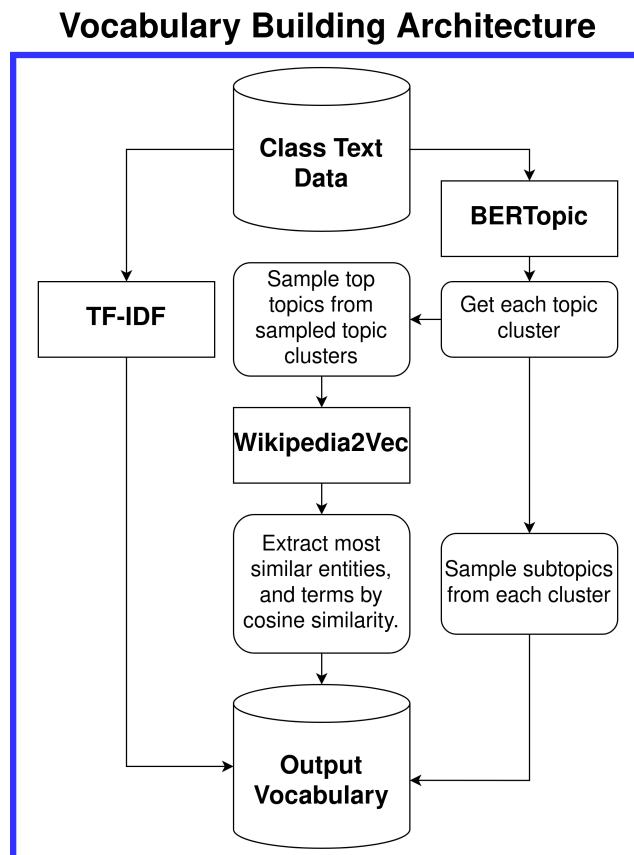 Vocabulary Building Architecture
Class Text
Data
BERTopic
TF-IDF
Sample top
topics from
sampled topic
clusters
Get each topic
cluster
Wikipedia2Vec
Extract most
similar entities,
and terms by
cosine similarity.
Sample subtopics
from each cluster
Output
Vocabulary